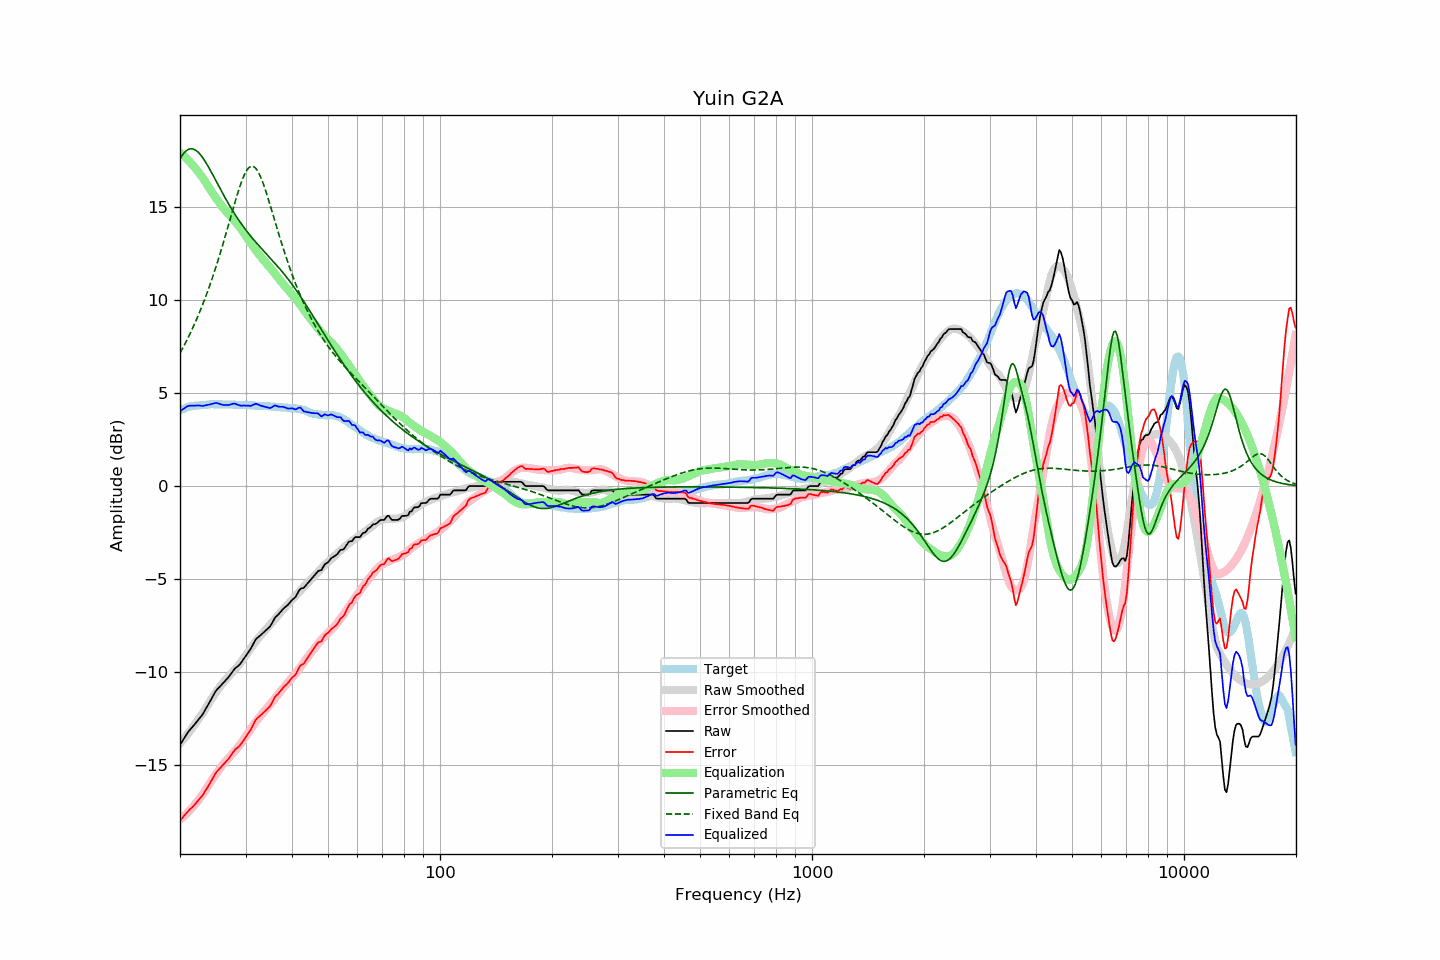 Yuin G2A
Amplitude (dBr)
15
10
5
0
−5
−10
−15
100
1000
10000
Frequency (Hz)
Target
Raw Smoothed
Error Smoothed
Raw
Error
Equalization
Parametric Eq
Fixed Band Eq
Equalized